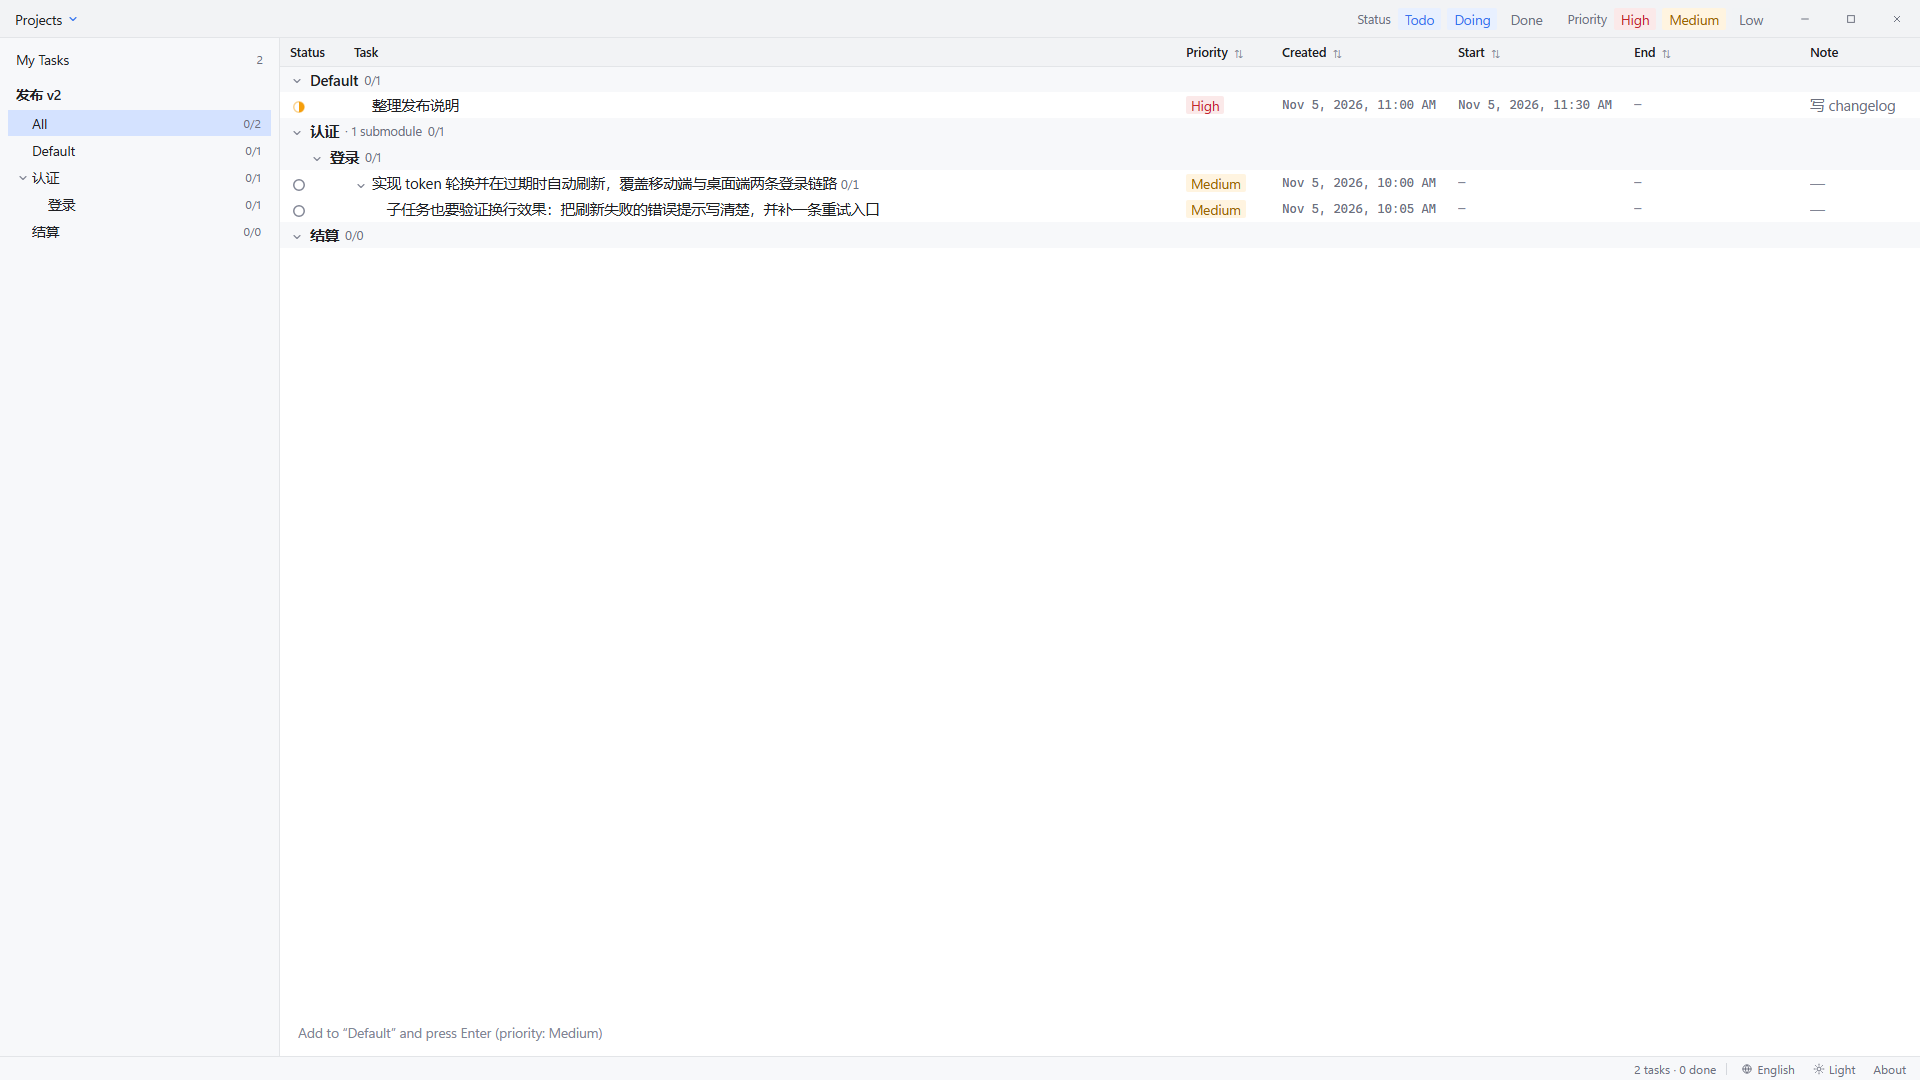 Projects Status Todo Doing Done Priority High Medium Low
My Tasks 2
发布 v2
All 0/2
Default 0/1
认证 0/1
登录 0/1
结算 0/0
Status Task Priority Created Start End Note
Default 0/1
整理发布说明 High Nov 5, 2026, 11:00 AM Nov 5, 2026, 11:30 AM — 写 changelog
认证 · 1 submodule 0/1
登录 0/1
实现 token 轮换并在过期时自动刷新，覆盖移动端与桌面端两条登录链路 0/1 Medium Nov 5, 2026, 10:00 AM — — —
子任务也要验证换行效果：把刷新失败的错误提示写清楚，并补一条重试入口 Medium Nov 5, 2026, 10:05 AM — — —
结算 0/0
Add to “Default” and press Enter (priority: Medium)
2 tasks · 0 done English Light About